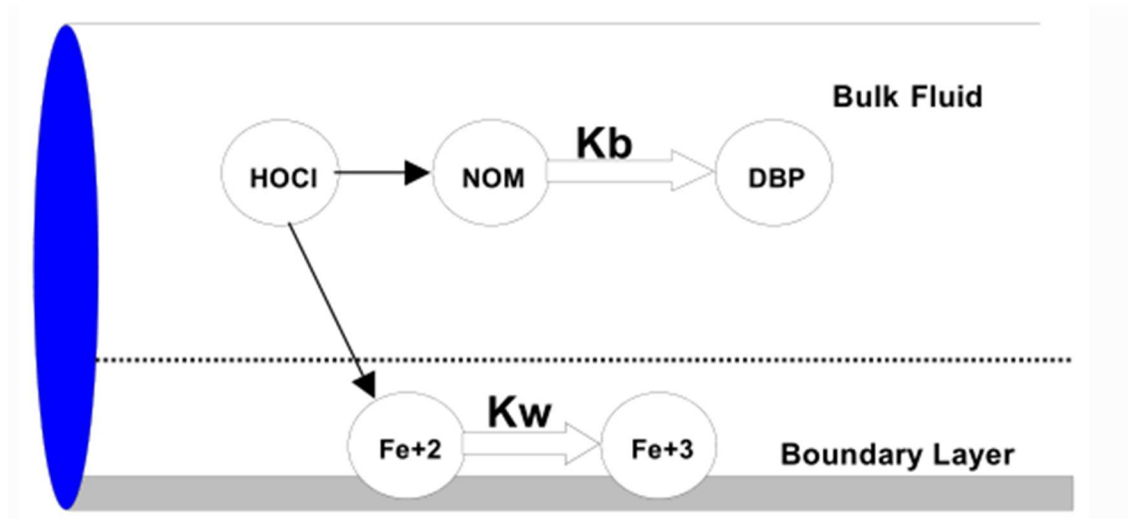 Bulk Fluid
Kb
HOCl
NOM
DBP
Kw
Fe+2
Fe+3
Boundary Layer